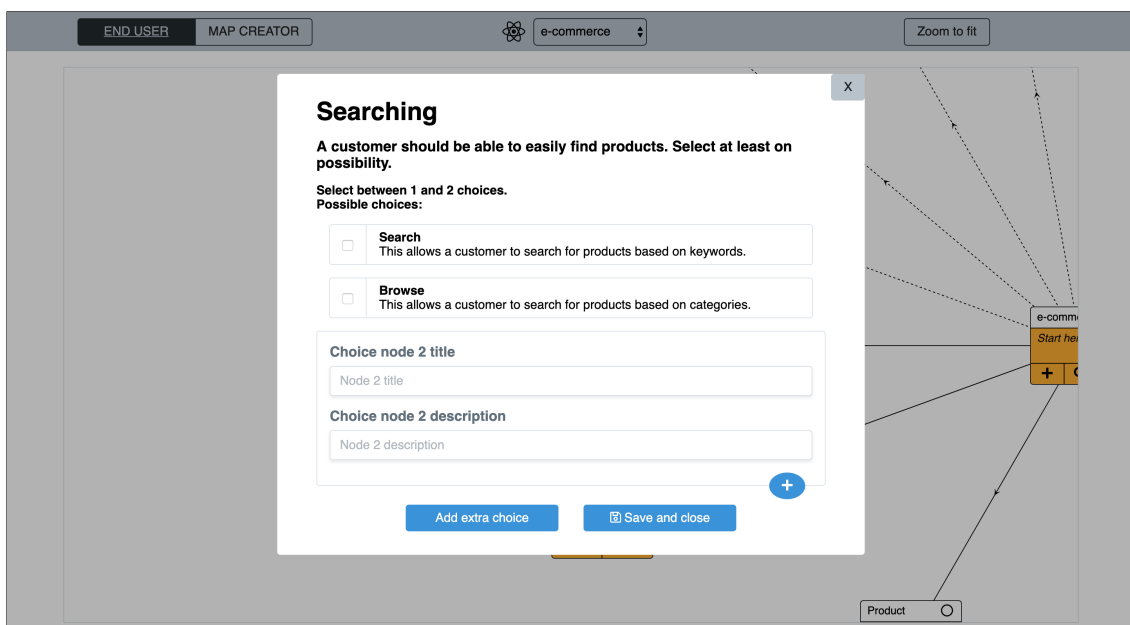 END USER
MAP CREATOR
e-commerce
Zoom to fit
X
Searching
A customer should be able to easily find products. Select at least on
possibility.
Select between 1 and 2 choices.
Possible choices:
Search
This allows a customer to search for products based on keywords.
Browse
This allows a customer to search for products based on categories.
Choice node 2 title
Node 2 title
Choice node 2 description
Node 2 description
+
Add extra choice
Save and close
e-comm
Start he
+
Product